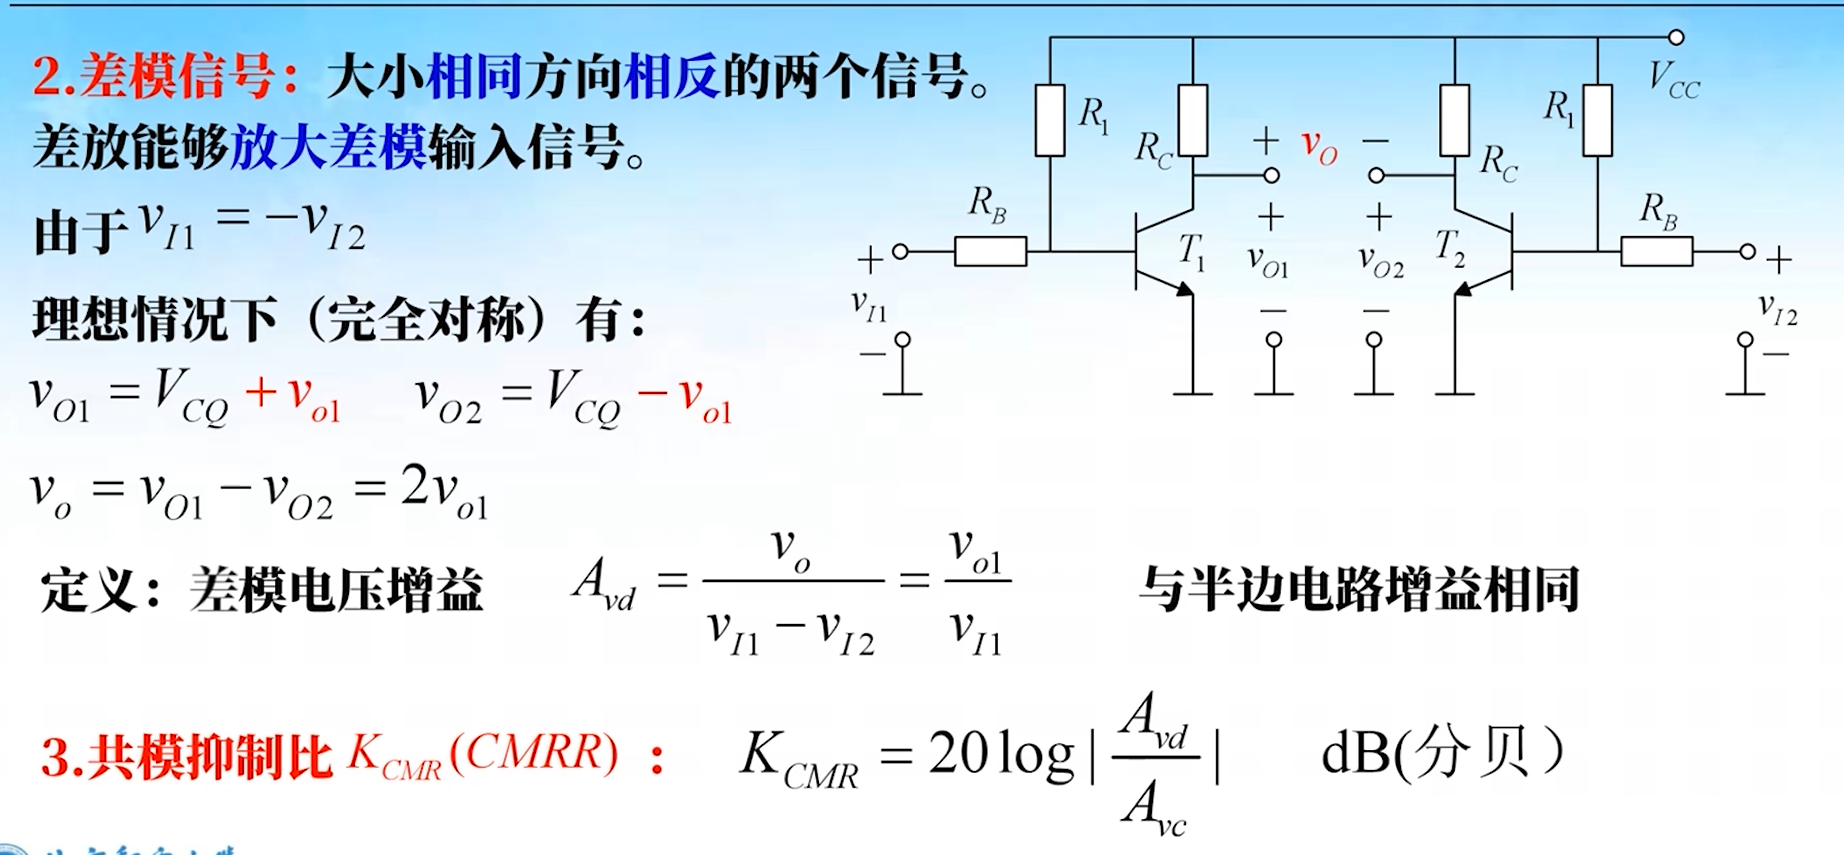 2.差模信号：大小相同方向相反的两个信号。
差放能够放大差模输入信号。
由于 v_{I1} = -v_{I2}
理想情况下（完全对称）有：
v_{O1} = V_{CQ} + v_{o1}  v_{O2} = V_{CQ} - v_{o1}
v_o = v_{O1} - v_{O2} = 2v_{o1}
定义：差模电压增益 A_{vd} = \frac{v_o}{v_{I1} - v_{I2}} = \frac{v_{o1}}{v_{I1}} 与半边电路增益相同
3.共模抑制比 K_{CMR}(CMRR)： K_{CMR} = 20 log|\frac{A_{vd}}{A_{vc}}| dB(分贝）
V_{CC}
R_1
R_C
+ v_O -
R_C
R_1
R_B
R_B
+ v_{I1} -
T_1
+ v_{O1} -
+ v_{O2} -
T_2
+ v_{I2} -